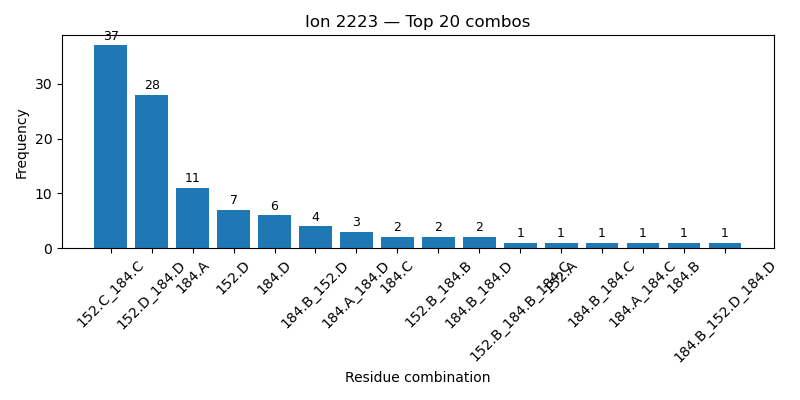 Ion 2223 — Top 20 combos
Frequency
30
20
10
0
37
28
11
7
6
4
3
2
2
2
1
1
1
1
1
1
152.C_184.C
152.D_184.D
184.A
152.D
184.D
184.B_152.D
184.A_184.D
184.C
152.B_184.B
184.B_184.D
152.B_184.B_184.C
152.A
184.B_184.C
184.A_184.C
184.B
184.B_152.D_184.D
Residue combination